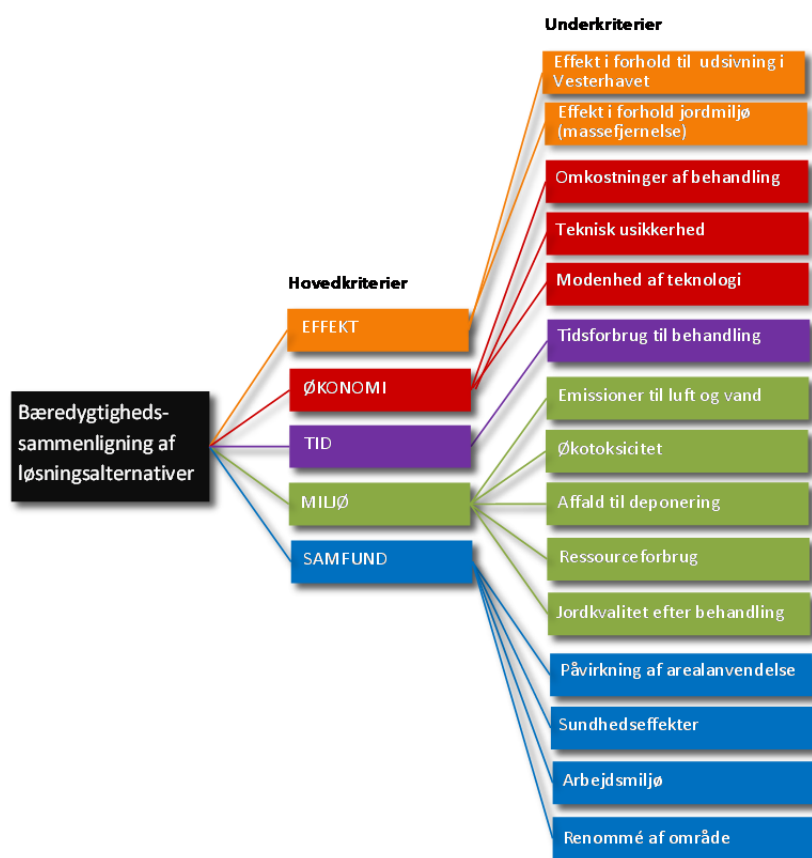 Underkriterier
Effekt i forhold til udsivning i
Vesterhavet
Effekt i forhold jordmiljø
(massefjernelse)
Omkostninger af behandling
Teknisk usikkerhed
Hovedkriterier
Modenhed af teknologi
EFFEKT
Tidsforbrug til behandling
ØKONOMI
Emissioner til luft og vand
Bæredygtigheds-
sammenligning af
løsningsalternativer
TID
Økotoksicitet
MILJØ
Affald til deponering
SAMFUND
Ressourceforbrug
Jordkvalitet efter behandling
Påvirkning af arealanvendelse
Sundhedseffekter
Arbejdsmiljø
Renommé af område